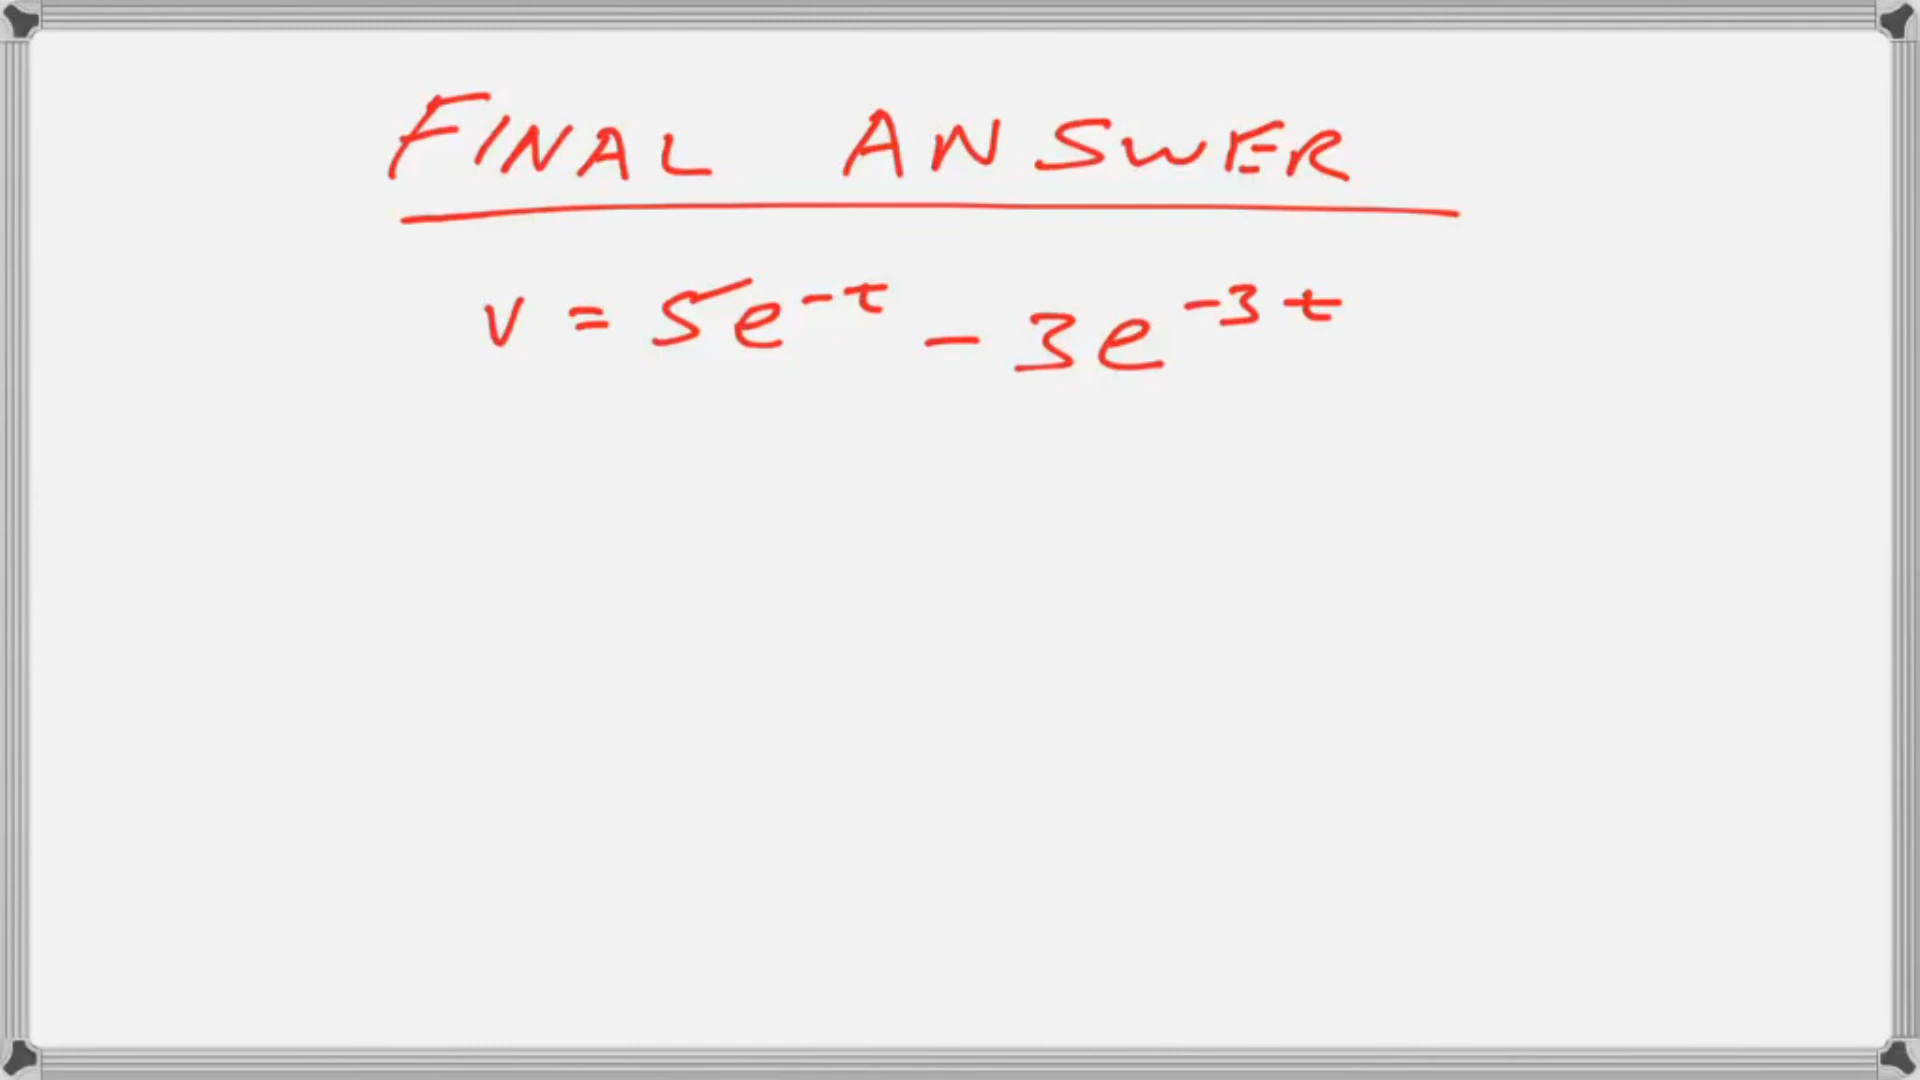 FINAL ANSWER
v = 5e^{-t} - 3e^{-3t}